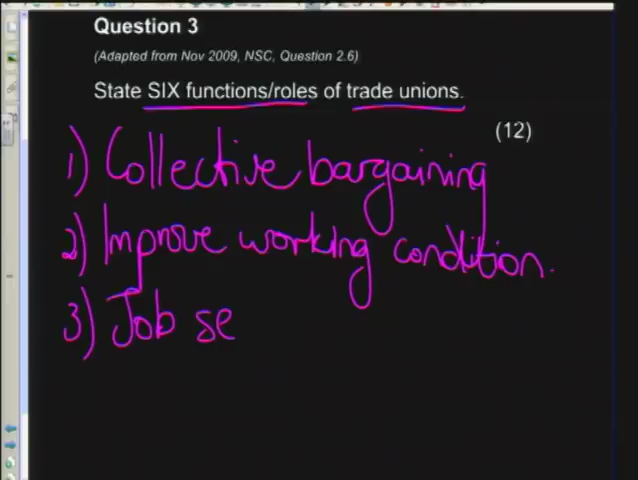 Question 3
(Adapted from Nov 2009, NSC, Question 2.6)
State SIX functions/roles of trade unions.
(12)
1) Collective bargaining
2) Improve working condition.
3) Job se